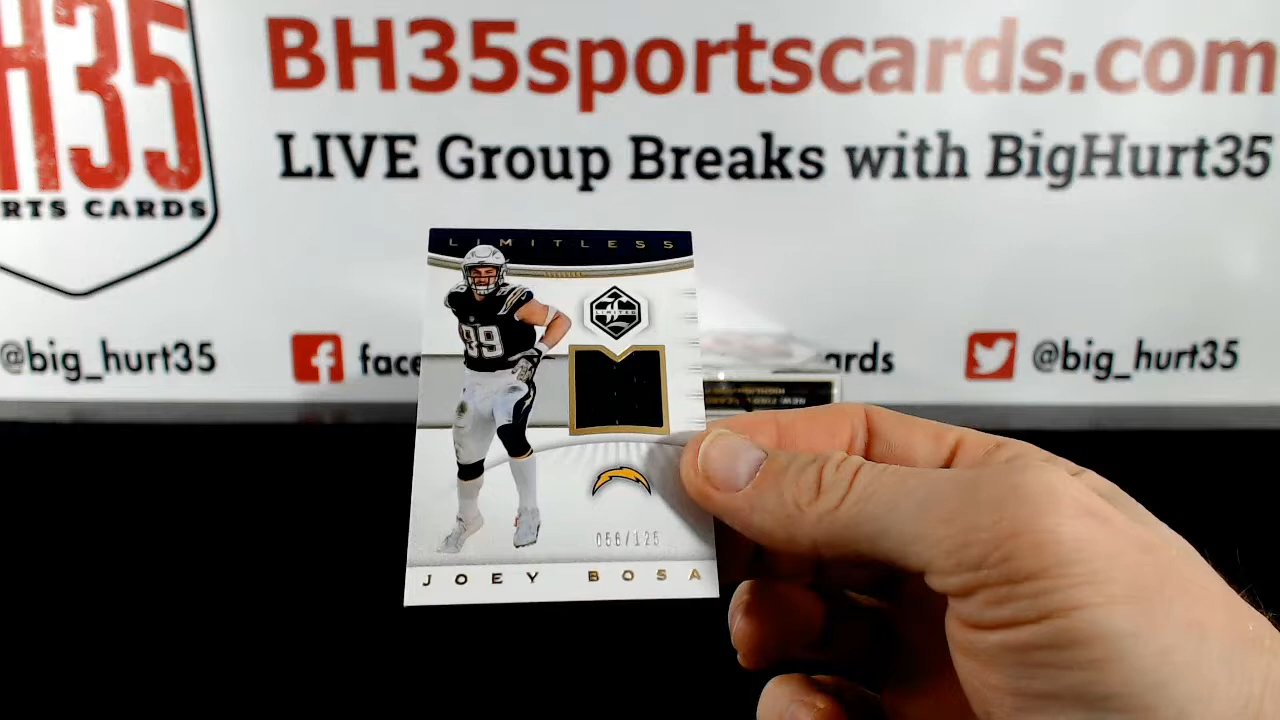 H35
RTS CARDS
BH35sportscards.com
LIVE Group Breaks with BigHurt35
@big_hurt35
f face
ards
@big_hurt35
LIMITLESS
LIMITED
99
056/125
JOEY BOSA